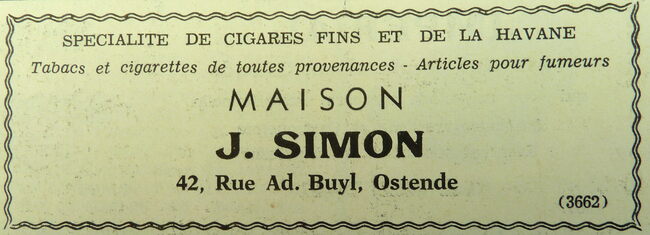 SPECIALITE DE CIGARES FINS ET DE LA HAVANE
Tabacs et cigarettes de toutes provenances - Articles pour fumeurs
MAISON
J. SIMON
42, Rue Ad. Buyl, Ostende
(3662)